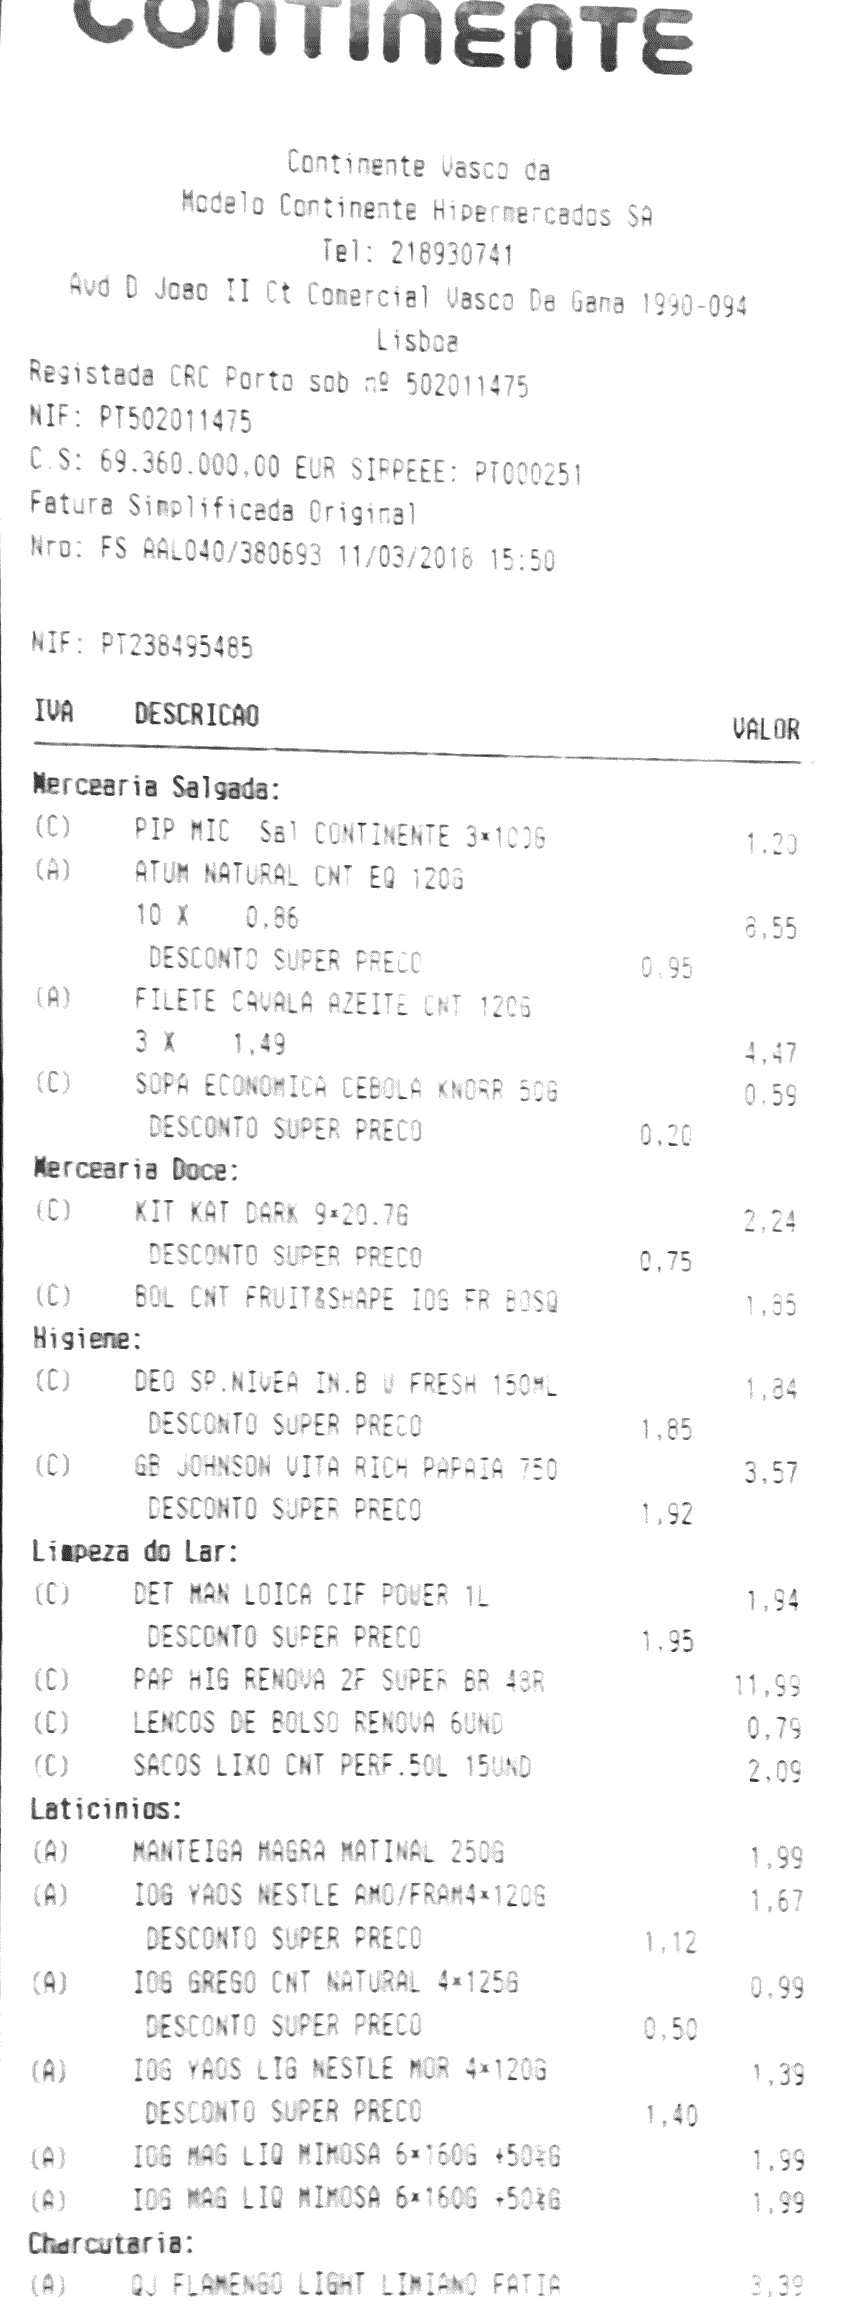 CONTINENTE
Continente Vasco da
Modelo Continente Hipermercados SA
Tel: 218930741
Avd D Joao II Ct Comercial Vasco Da Gama 1990-094
Lisboa
Registada CRC Porto sob nº 502011475
NIF: PT502011475
C.S: 69.360.000,00 EUR SIRPEEE: PT000251
Fatura Simplificada Original
Nro: FS AAL040/380693 11/03/2018 15:50
NIF: PT238495485
IVA DESCRICAO VALOR
Mercearia Salgada:
(C) PIP MIC Sal CONTINENTE 3*100G 1,20
(A) ATUM NATURAL CNT EQ 120G
10 X 0,86 8,55
DESCONTO SUPER PRECO 0,95
(A) FILETE CAVALA AZEITE CNT 120G
3 X 1,49 4,47
(C) SOPA ECONOMICA CEBOLA KNORR 50G 0,59
DESCONTO SUPER PRECO 0,20
Mercearia Doce:
(C) KIT KAT DARK 9*20.7G 2,24
DESCONTO SUPER PRECO 0,75
(C) BOL CNT FRUIT&SHAPE IOG FR BOSQ 1,85
Higiene:
(C) DEO SP.NIVEA IN.B W FRESH 150ML 1,84
DESCONTO SUPER PRECO 1,85
(C) GB JOHNSON VITA RICH PAPAIA 750 3,57
DESCONTO SUPER PRECO 1,92
Limpeza do Lar:
(C) DET MAN LOICA CIF POWER 1L 1,94
DESCONTO SUPER PRECO 1,95
(C) PAP HIG RENOVA 2F SUPER BR 48R 11,99
(C) LENCOS DE BOLSO RENOVA 6UND 0,79
(C) SACOS LIXO CNT PERF.50L 15UND 2,09
Laticinios:
(A) MANTEIGA MAGRA MATINAL 250G 1,99
(A) IOG YAOS NESTLE AMO/FRAM4*120G 1,67
DESCONTO SUPER PRECO 1,12
(A) IOG GREGO CNT NATURAL 4*125G 0,99
DESCONTO SUPER PRECO 0,50
(A) IOG YAOS LIG NESTLE MOR 4*120G 1,39
DESCONTO SUPER PRECO 1,40
(A) IOG MAG LIQ MIMOSA 6*160G +50%G 1,99
(A) IOG MAG LIQ MIMOSA 6*160G +50%G 1,99
Charcutaria:
(A) QJ FLAMENGO LIGHT LIMIANO FATIA 3,39